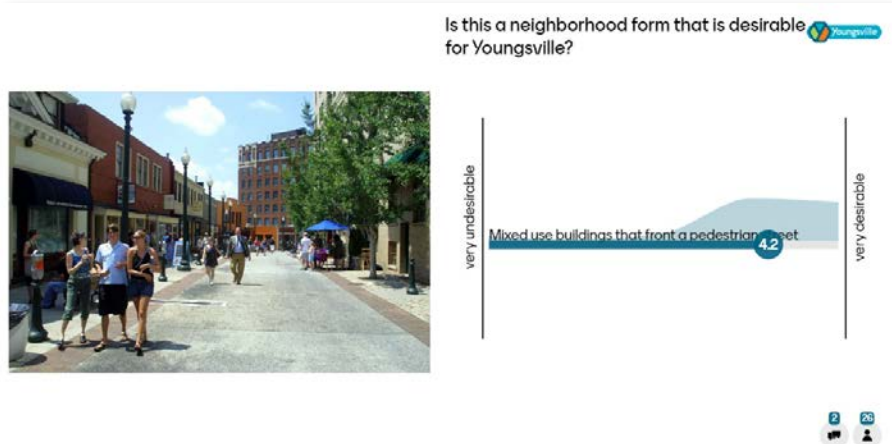 Is this a neighborhood form that is desirable
for Youngsville?
Youngsville
very undesirable
Mixed use buildings that front a pedestrian street
4.2
very desirable
2
26